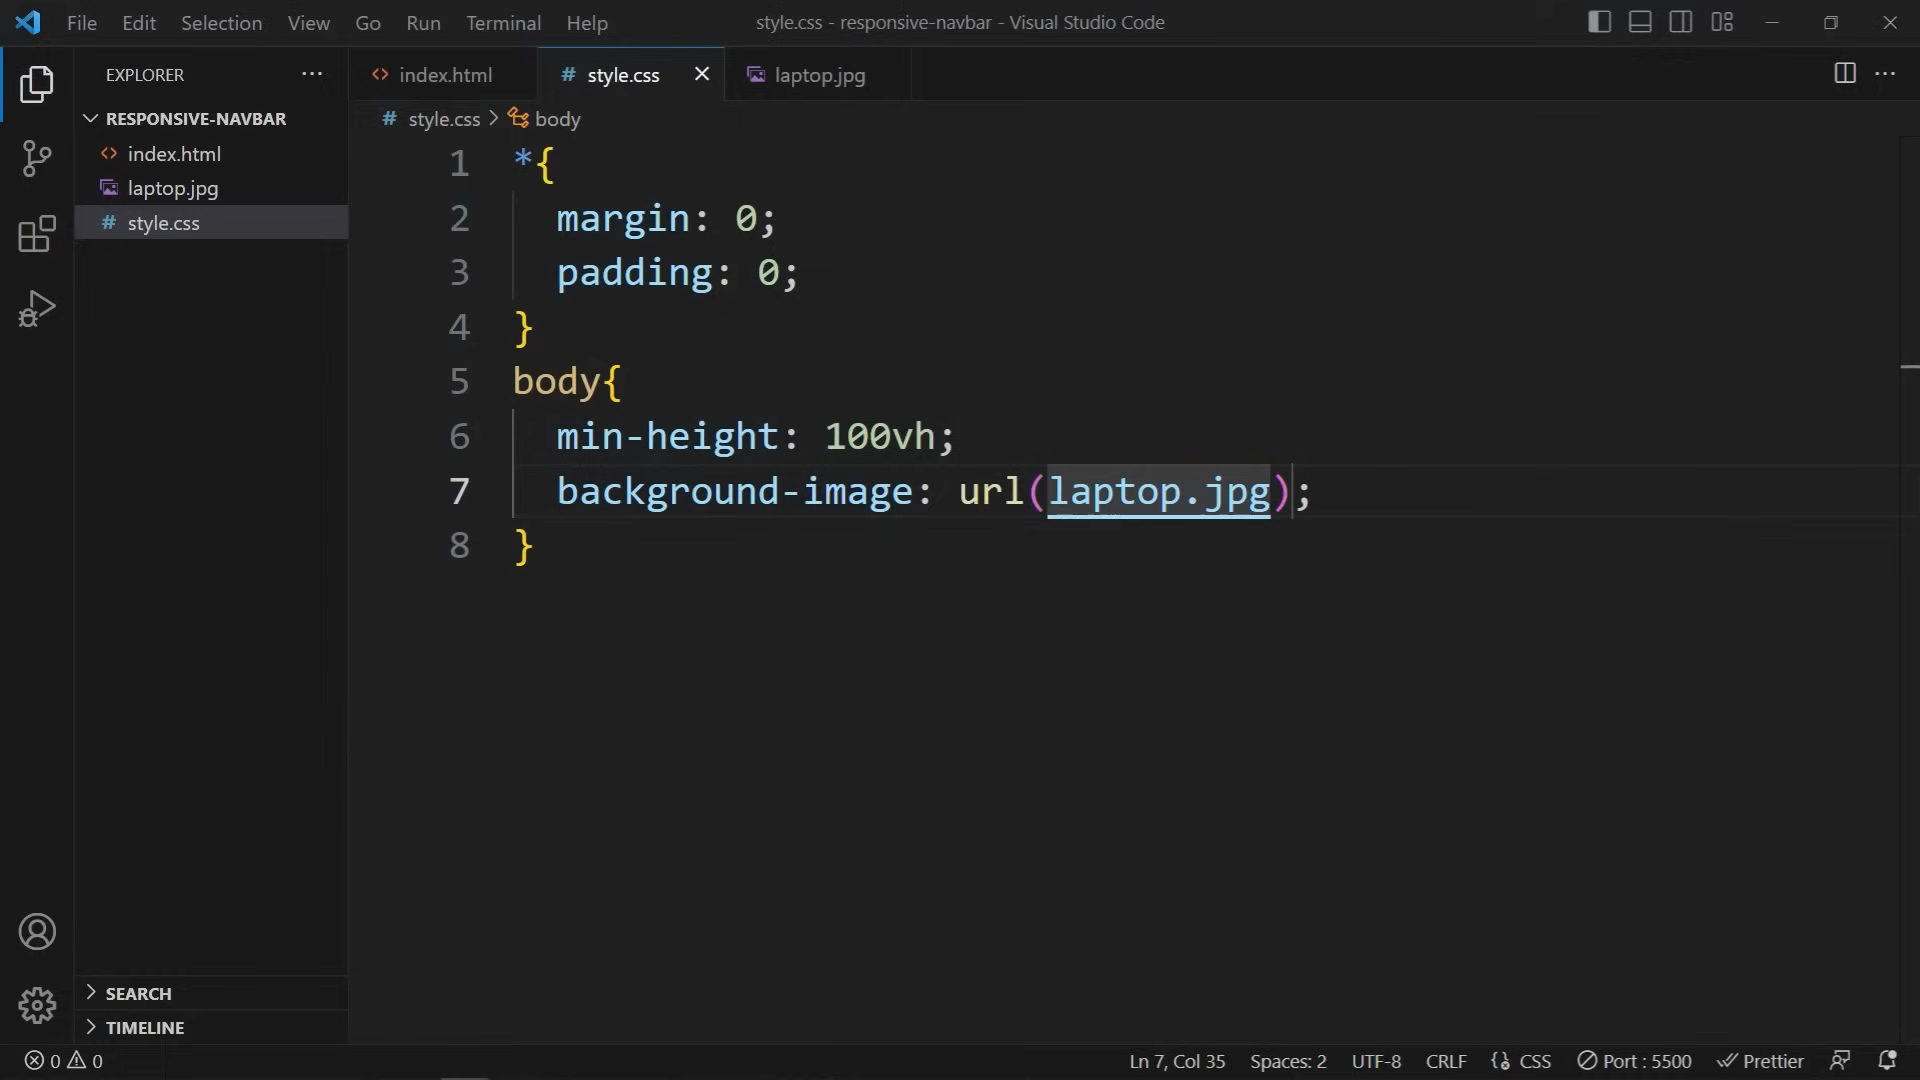 File Edit Selection View Go Run Terminal Help
style.css - responsive-navbar - Visual Studio Code
EXPLORER
RESPONSIVE-NAVBAR
index.html
laptop.jpg
# style.css
SEARCH
TIMELINE
index.html
# style.css
laptop.jpg
# style.css > body
1 *{
2 margin: 0;
3 padding: 0;
4 }
5 body{
6 min-height: 100vh;
7 background-image: url(laptop.jpg);
8 }
0 0
Ln 7, Col 35 Spaces: 2 UTF-8 CRLF CSS Port : 5500 Prettier